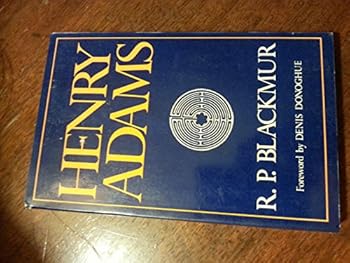 HENRY
ADAMS
R. P. BLACKMUR
Foreword by DENIS DONOGHUE